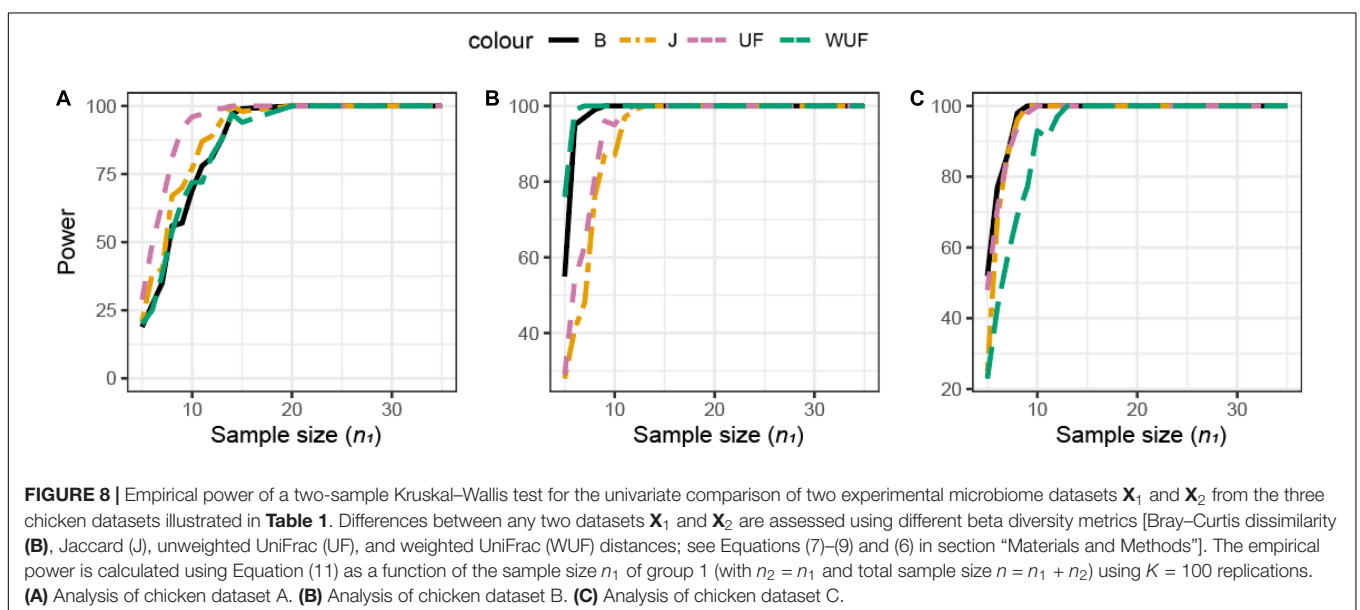 colour B J UF WUF
A
100
75
50
25
0
Power
10 20 30
Sample size (n₁)
B
100
80
60
40
10 20 30
Sample size (n₁)
C
100
80
60
40
20
10 20 30
Sample size (n₁)
FIGURE 8 | Empirical power of a two-sample Kruskal–Wallis test for the univariate comparison of two experimental microbiome datasets X₁ and X₂ from the three
chicken datasets illustrated in Table 1. Differences between any two datasets X₁ and X₂ are assessed using different beta diversity metrics [Bray–Curtis dissimilarity
(B), Jaccard (J), unweighted UniFrac (UF), and weighted UniFrac (WUF) distances; see Equations (7)–(9) and (6) in section “Materials and Methods”]. The empirical
power is calculated using Equation (11) as a function of the sample size n₁ of group 1 (with n₂ = n₁ and total sample size n = n₁ + n₂) using K = 100 replications.
(A) Analysis of chicken dataset A. (B) Analysis of chicken dataset B. (C) Analysis of chicken dataset C.